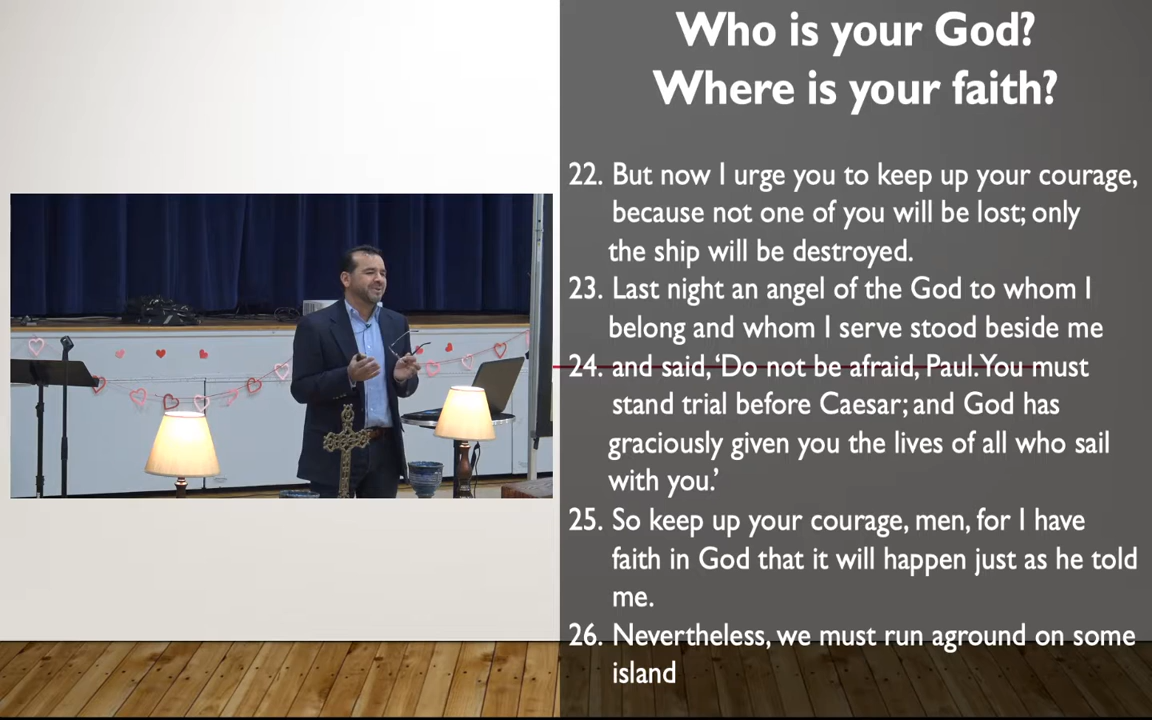 Who is your God?
Where is your faith?
22. But now I urge you to keep up your courage,
because not one of you will be lost; only
the ship will be destroyed.
23. Last night an angel of the God to whom I
belong and whom I serve stood beside me
24. and said, ‘Do not be afraid, Paul. You must
stand trial before Caesar; and God has
graciously given you the lives of all who sail
with you.’
25. So keep up your courage, men, for I have
faith in God that it will happen just as he told
me.
26. Nevertheless, we must run aground on some
island